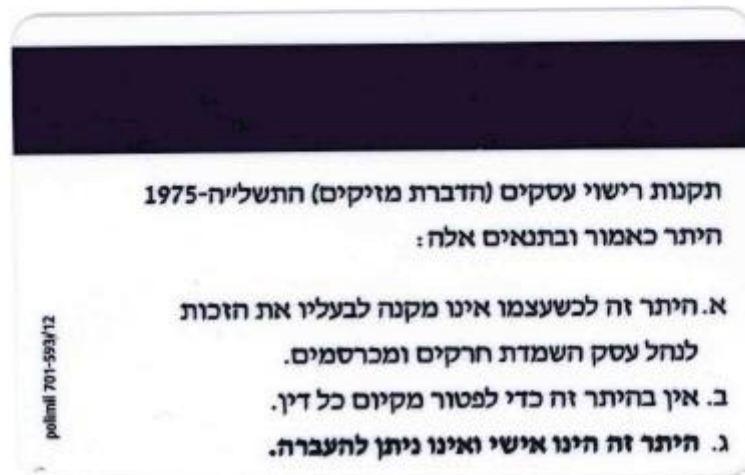 תקנות רישוי עסקים (הדברת מזיקים) התשל״ה-1975
היתר כאמור ובתנאים אלה:
א. היתר זה לכשעצמו אינו מקנה לבעליו את הזכות
לנהל עסק השמדת חרקים ומכרסמים.
ב. אין בהיתר זה כדי לפטור מקיום כל דין.
ג. היתר זה הינו אישי ואינו ניתן להעברה.
polimil 701-593/12